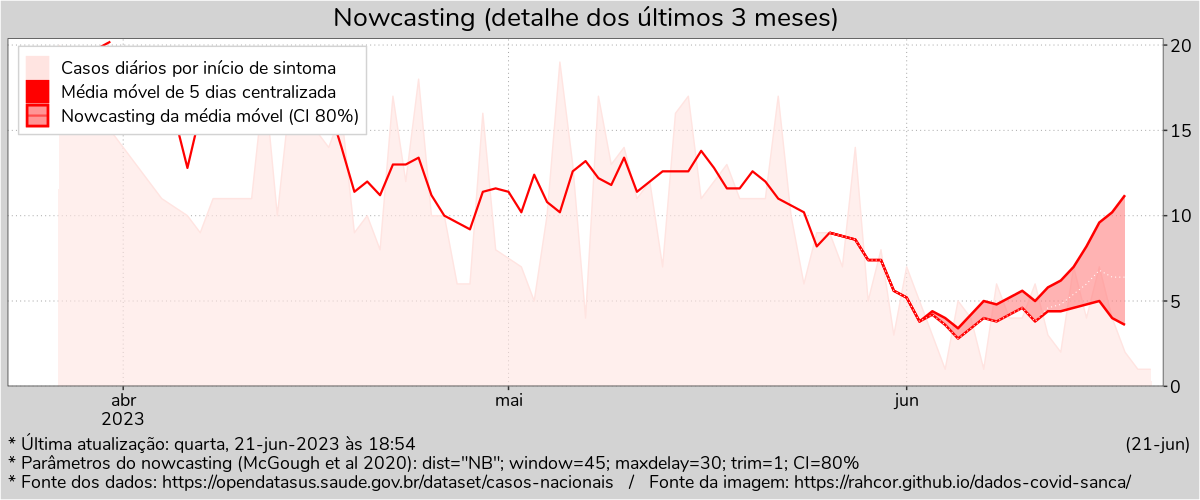 Nowcasting (detalhe dos últimos 3 meses)
Casos diários por início de sintoma
Média móvel de 5 dias centralizada
Nowcasting da média móvel (CI 80%)
20
15
10
5
0
abr
2023
mai
jun
* Última atualização: quarta, 21-jun-2023 às 18:54
(21-jun)
* Parâmetros do nowcasting (McGough et al 2020): dist="NB"; window=45; maxdelay=30; trim=1; CI=80%
* Fonte dos dados: https://opendatasus.saude.gov.br/dataset/casos-nacionais / Fonte da imagem: https://rahcor.github.io/dados-covid-sanca/